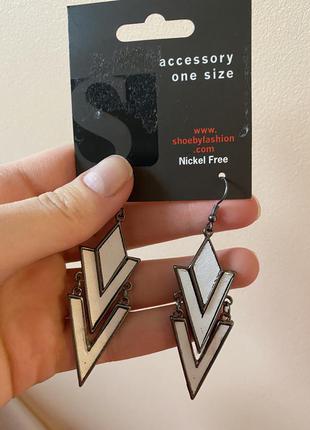 S
accessory
one size
www.
shoebyfashion
.com
Nickel Free